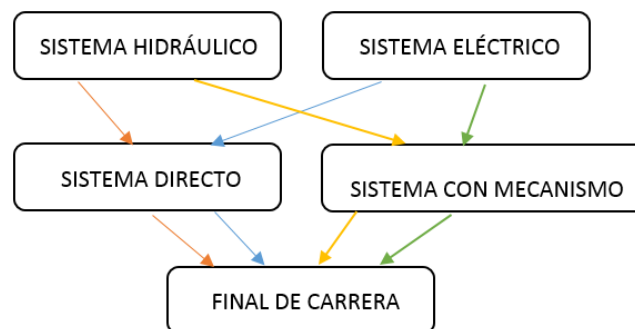 SISTEMA HIDRÁULICO
SISTEMA ELÉCTRICO
SISTEMA DIRECTO
SISTEMA CON MECANISMO
FINAL DE CARRERA